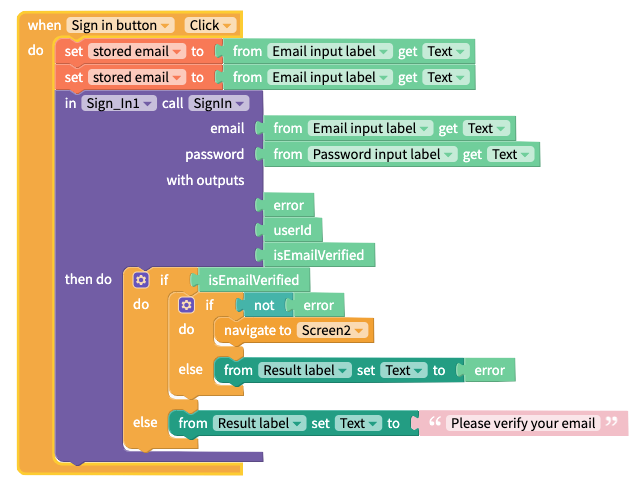 when Sign in button Click
do set stored email to from Email input label get Text
set stored email to from Email input label get Text
in Sign_In1 call SignIn
email from Email input label get Text
password from Password input label get Text
with outputs
error
userId
isEmailVerified
then do if isEmailVerified
do if not error
do navigate to Screen2
else from Result label set Text to error
else from Result label set Text to “ Please verify your email ”